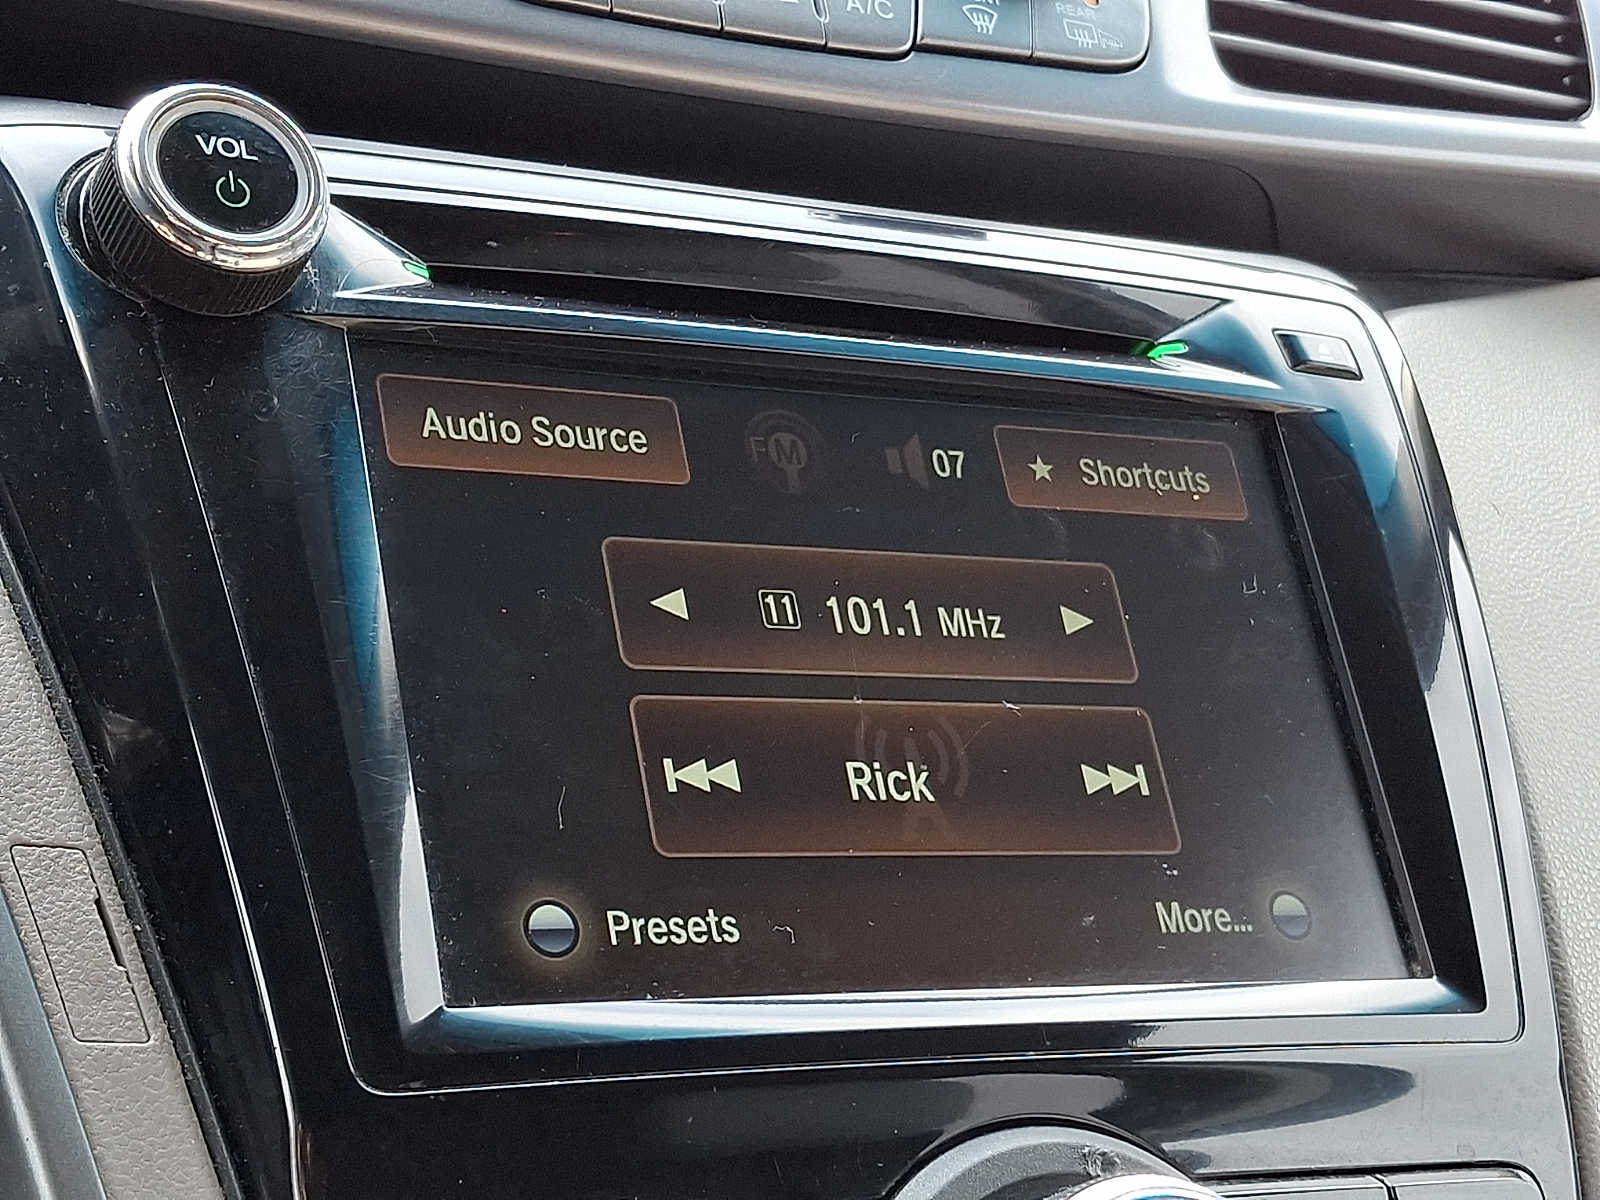 A/C
REAR
VOL
Audio Source
FM
07
★ Shortcuts
◀ 11 101.1 MHz ▶
Rick
Presets
More...